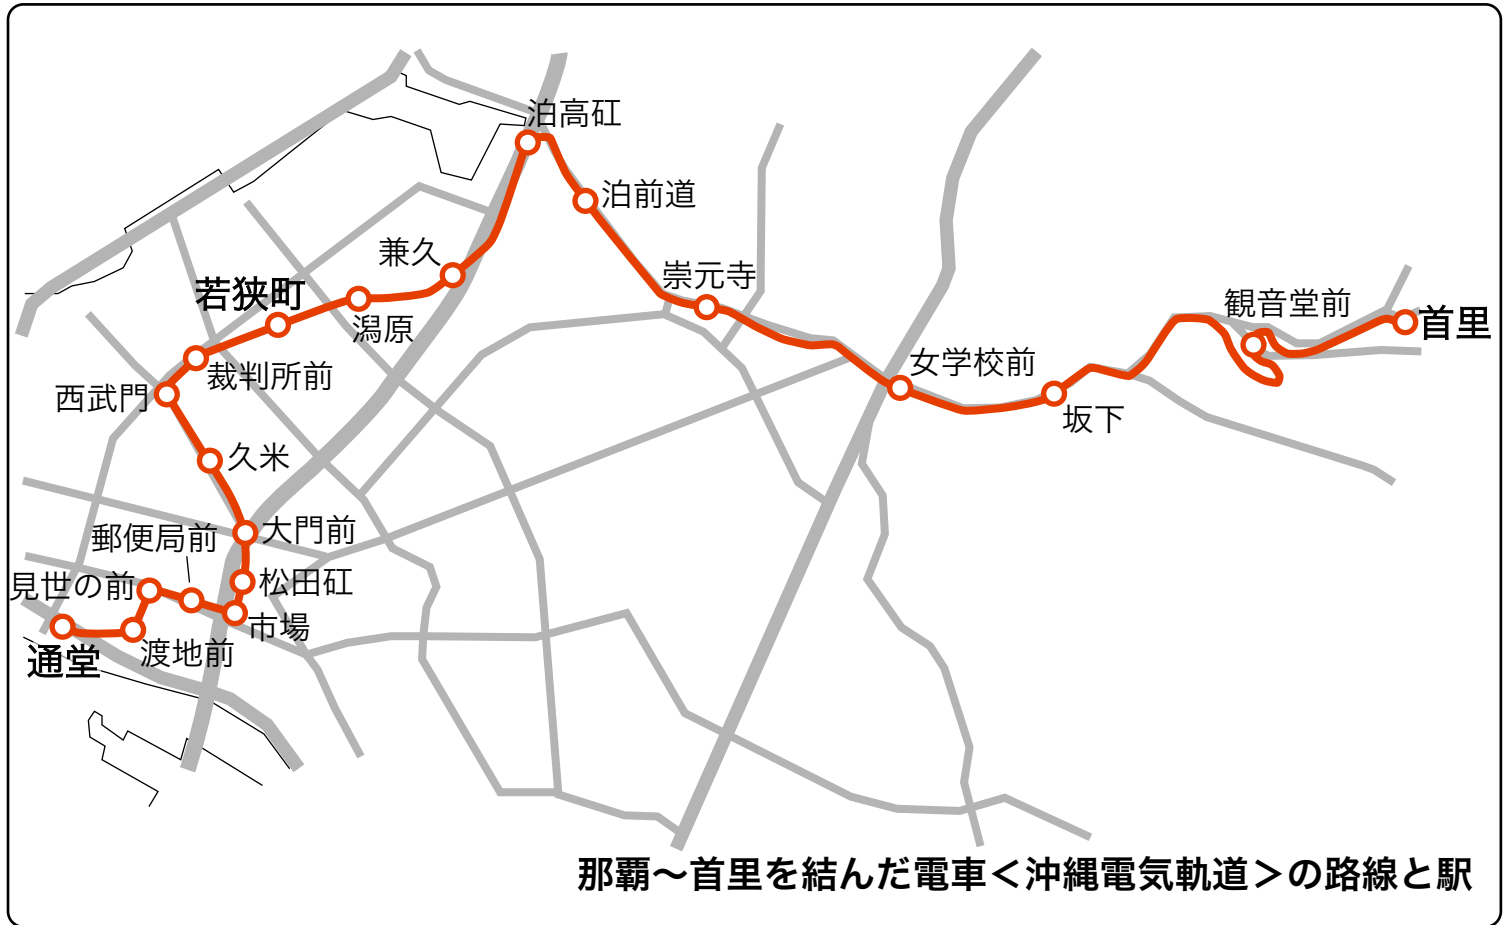 泊高矼
泊前道
兼久
崇元寺
若狭町
潟原
観音堂前
首里
裁判所前
女学校前
西武門
坂下
久米
大門前
郵便局前
見世の前
松田矼
市場
渡地前
通堂
那覇～首里を結んだ電車＜沖縄電気軌道＞の路線と駅